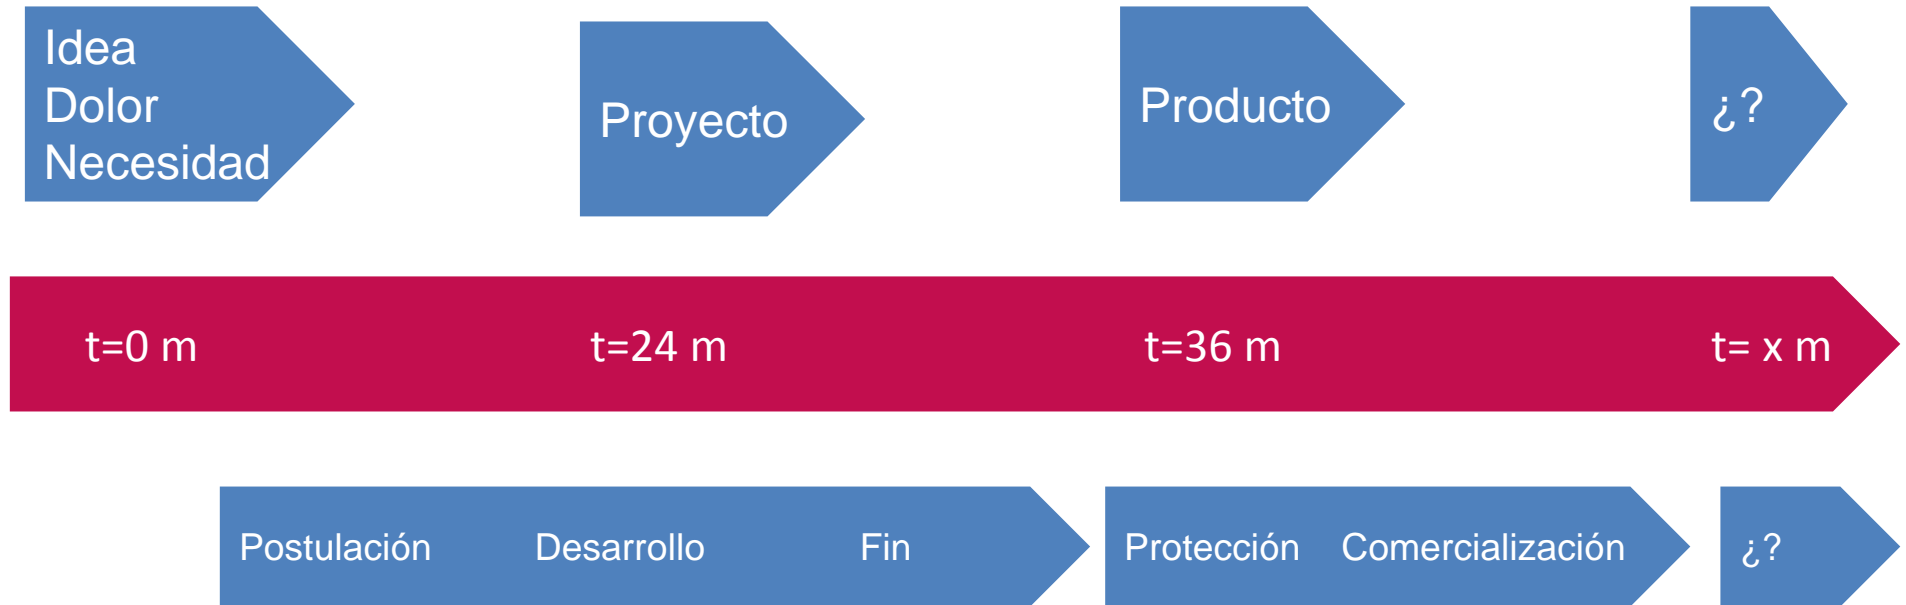 Idea
Dolor
Necesidad
Proyecto
Producto
¿?
t=0 m
t=24 m
t=36 m
t= x m
Postulación
Desarrollo
Fin
Protección
Comercialización
¿?